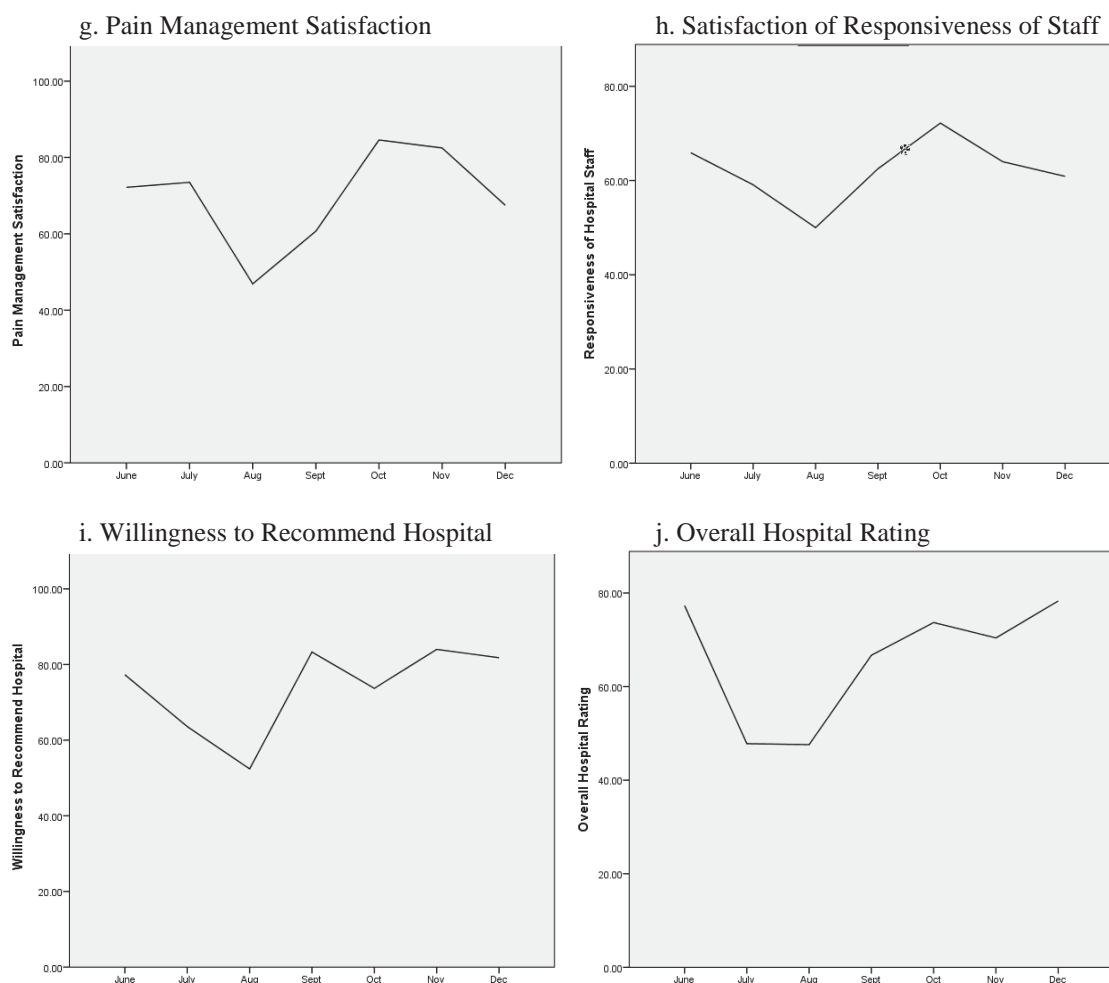 g. Pain Management Satisfaction
100.00
80.00
60.00
40.00
20.00
0.00
Pain Management Satisfaction
June July Aug Sept Oct Nov Dec
h. Satisfaction of Responsiveness of Staff
80.00
60.00
40.00
20.00
0.00
Responsiveness of Hospital Staff
June July Aug Sept Oct Nov Dec
i. Willingness to Recommend Hospital
100.00
80.00
60.00
40.00
20.00
0.00
Willingness to Recommend Hospital
June July Aug Sept Oct Nov Dec
j. Overall Hospital Rating
80.00
60.00
40.00
20.00
0.00
Overall Hospital Rating
June July Aug Sept Oct Nov Dec